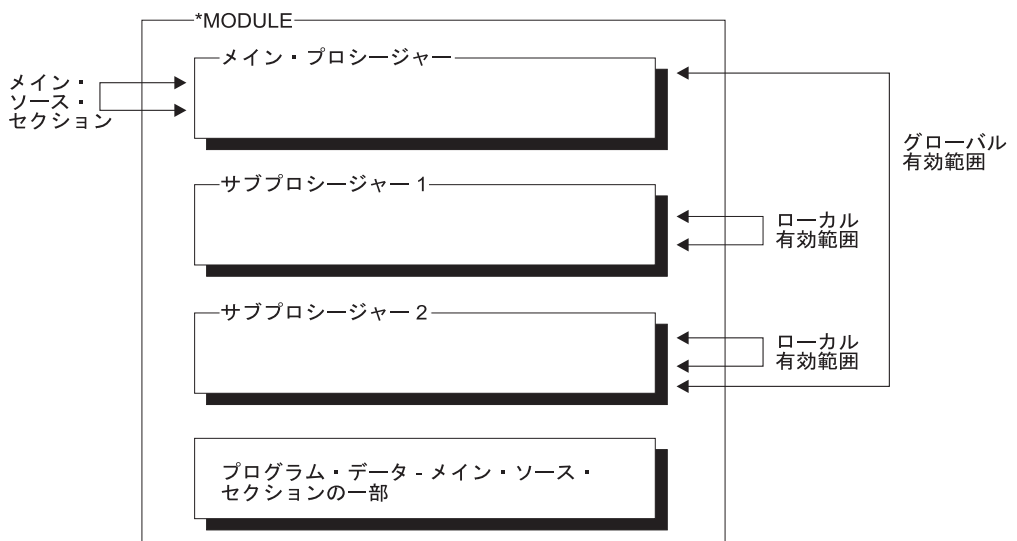 *MODULE
メイン・プロシージャー
メイン・
ソース・
セクション
グローバル
有効範囲
サブプロシージャー 1
ローカル
有効範囲
サブプロシージャー 2
ローカル
有効範囲
プログラム・データ - メイン・ソース・
セクションの一部